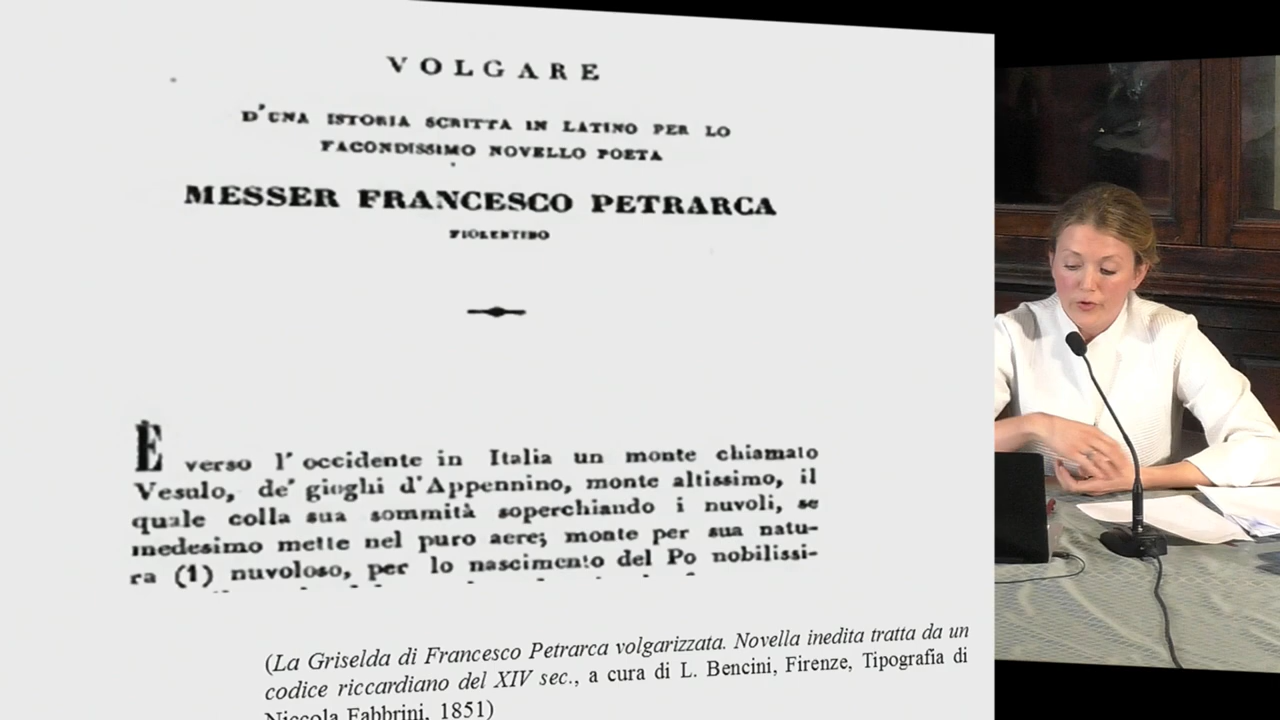 VOLGARE
D'UNA ISTORIA SCRITTA IN LATINO PER LO
FACONDISSIMO NOVELLO POETA
MESSER FRANCESCO PETRARCA
FIORENTINO
È verso l' occidente in Italia un monte chiamato
Vesulo, de' gioghi d'Appennino, monte altissimo, il
quale colla sua sommità soperchiando i nuvoli, se
medesimo mette nel puro aere; monte per sua natu-
ra (1) nuvoloso, per lo nascimento del Po nobilissi-
(La Griselda di Francesco Petrarca volgarizzata. Novella inedita tratta da un
codice riccardiano del XIV sec., a cura di L. Bencini, Firenze, Tipografia di
Niccola Fabbrini, 1851)